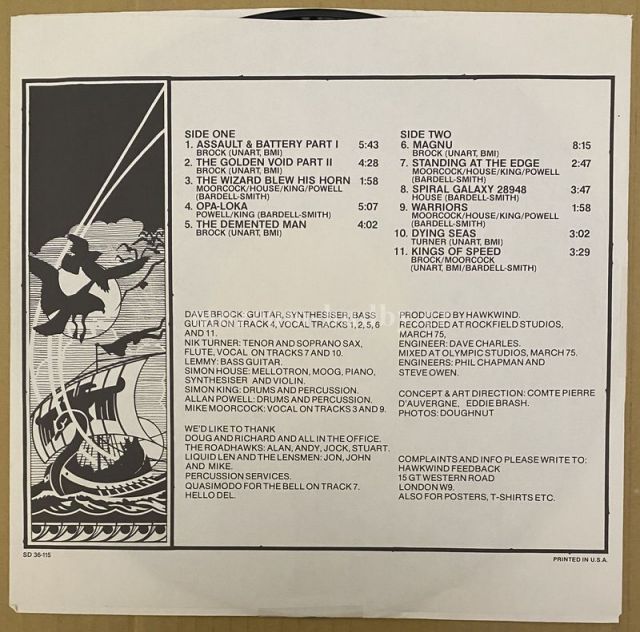 SIDE ONE
1. ASSAULT & BATTERY PART I 5:43
BROCK (UNART, BMI)
2. THE GOLDEN VOID PART II 4:28
BROCK (UNART, BMI)
3. THE WIZARD BLEW HIS HORN 1:58
MOORCOCK/HOUSE/KING/POWELL
(BARDELL-SMITH)
4. OPA-LOKA 5:07
POWELL/KING (BARDELL-SMITH)
5. THE DEMENTED MAN 4:02
BROCK (UNART, BMI)
SIDE TWO
6. MAGNU 8:15
BROCK (UNART, BMI)
7. STANDING AT THE EDGE 2:47
MOORCOCK/HOUSE/KING/POWELL
(BARDELL-SMITH)
8. SPIRAL GALAXY 28948 3:47
HOUSE (BARDELL-SMITH)
9. WARRIORS 1:58
MOORCOCK/HOUSE/KING/POWELL
(BARDELL-SMITH)
10. DYING SEAS 3:02
TURNER (UNART, BMI)
11. KINGS OF SPEED 3:29
BROCK/MOORCOCK
(UNART, BMI/BARDELL-SMITH)
DAVE BROCK: GUITAR, SYNTHESISER, BASS
GUITAR ON TRACK 4, VOCAL TRACKS 1, 2, 5, 6
AND 11.
NIK TURNER: TENOR AND SOPRANO SAX,
FLUTE, VOCAL ON TRACKS 7 AND 10.
LEMMY: BASS GUITAR.
SIMON HOUSE: MELLOTRON, MOOG, PIANO,
SYNTHESISER AND VIOLIN.
SIMON KING: DRUMS AND PERCUSSION.
ALLAN POWELL: DRUMS AND PERCUSSION.
MIKE MOORCOCK: VOCAL ON TRACKS 3 AND 9.
WE'D LIKE TO THANK
DOUG AND RICHARD AND ALL IN THE OFFICE.
THE ROADHAWKS: ALAN, ANDY, JOCK, STUART.
LIQUID LEN AND THE LENSMEN: JON, JOHN
AND MIKE.
PERCUSSION SERVICES.
QUASIMODO FOR THE BELL ON TRACK 7.
HELLO DEL.
PRODUCED BY HAWKWIND.
RECORDED AT ROCKFIELD STUDIOS,
MARCH 75.
ENGINEER: DAVE CHARLES.
MIXED AT OLYMPIC STUDIOS, MARCH 75.
ENGINEERS: PHIL CHAPMAN AND
STEVE OWEN.
CONCEPT & ART DIRECTION: COMTE PIERRE
D'AUVERGNE, EDDIE BRASH.
PHOTOS: DOUGHNUT
COMPLAINTS AND INFO PLEASE WRITE TO:
HAWKWIND FEEDBACK
15 GT WESTERN ROAD
LONDON W9.
ALSO FOR POSTERS, T-SHIRTS ETC.
SD 36-115
PRINTED IN U.S.A.